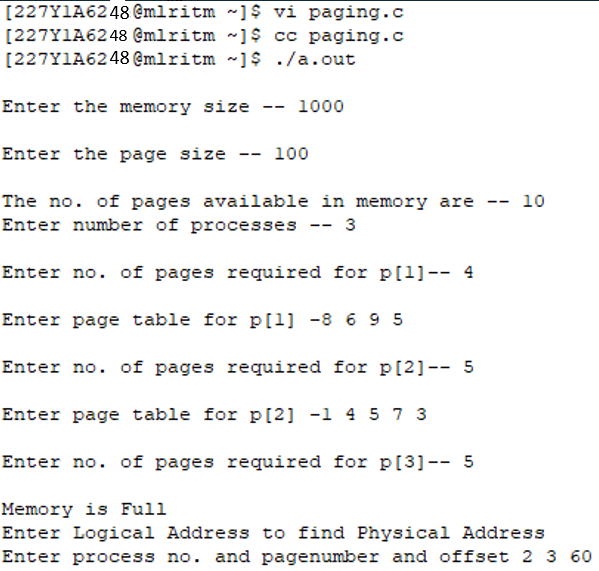 [227Y1A6248@mlritm ~]$ vi paging.c
[227Y1A6248@mlritm ~]$ cc paging.c
[227Y1A6248@mlritm ~]$ ./a.out
Enter the memory size -- 1000
Enter the page size -- 100
The no. of pages available in memory are -- 10
Enter number of processes -- 3
Enter no. of pages required for p[1]-- 4
Enter page table for p[1] -8 6 9 5
Enter no. of pages required for p[2]-- 5
Enter page table for p[2] -1 4 5 7 3
Enter no. of pages required for p[3]-- 5
Memory is Full
Enter Logical Address to find Physical Address
Enter process no. and pagenumber and offset 2 3 60